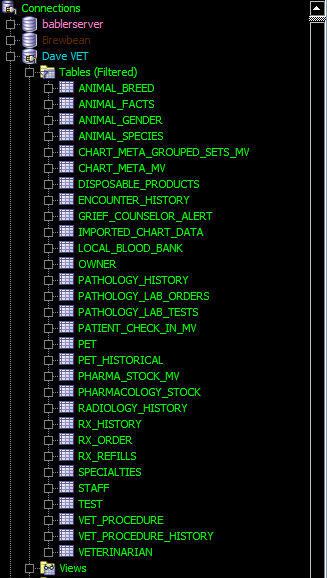 Connections
bablerserver
Brewbean
Dave VET
Tables (Filtered)
ANIMAL_BREED
ANIMAL_FACTS
ANIMAL_GENDER
ANIMAL_SPECIES
CHART_META_GROUPED_SETS_MV
CHART_META_MV
DISPOSABLE_PRODUCTS
ENCOUNTER_HISTORY
GRIEF_COUNSELOR_ALERT
IMPORTED_CHART_DATA
LOCAL_BLOOD_BANK
OWNER
PATHOLOGY_HISTORY
PATHOLOGY_LAB_ORDERS
PATHOLOGY_LAB_TESTS
PATIENT_CHECK_IN_MV
PET
PET_HISTORICAL
PHARMA_STOCK_MV
PHARMACOLOGY_STOCK
RADIOLOGY_HISTORY
RX_HISTORY
RX_ORDER
RX_REFILLS
SPECIALTIES
STAFF
TEST
VET_PROCEDURE
VET_PROCEDURE_HISTORY
VETERINARIAN
Views